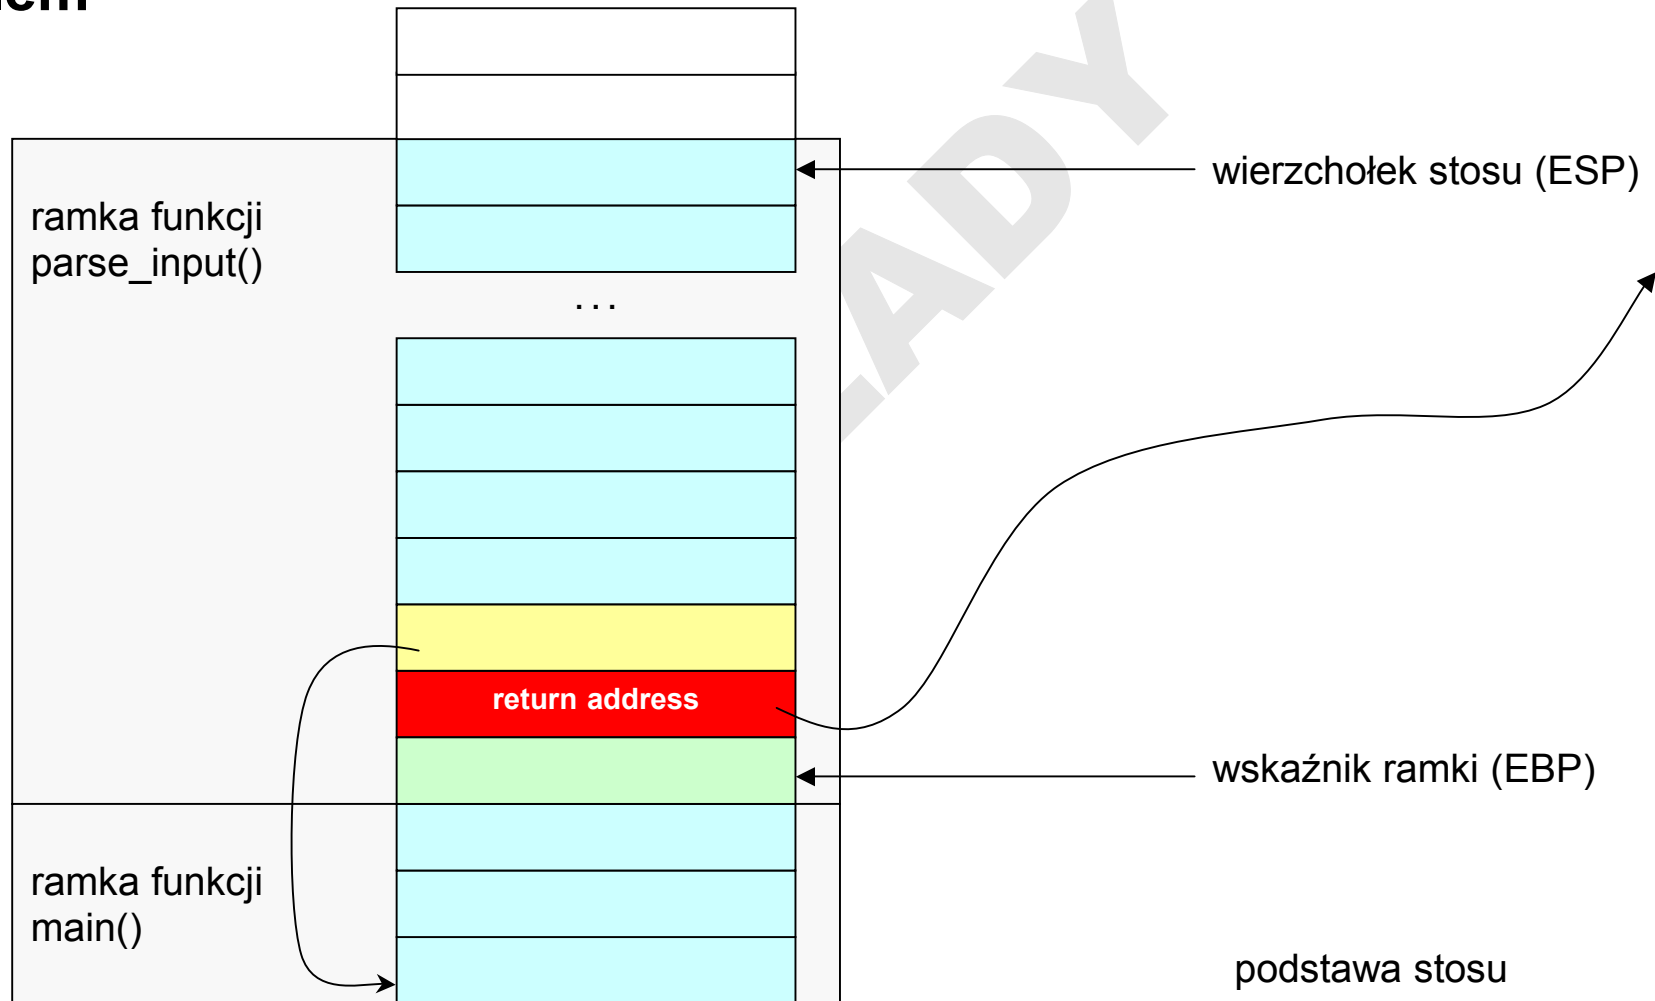 wierzchołek stosu (ESP)
ramka funkcji
parse_input()
...
return address
wskaźnik ramki (EBP)
ramka funkcji
main()
podstawa stosu